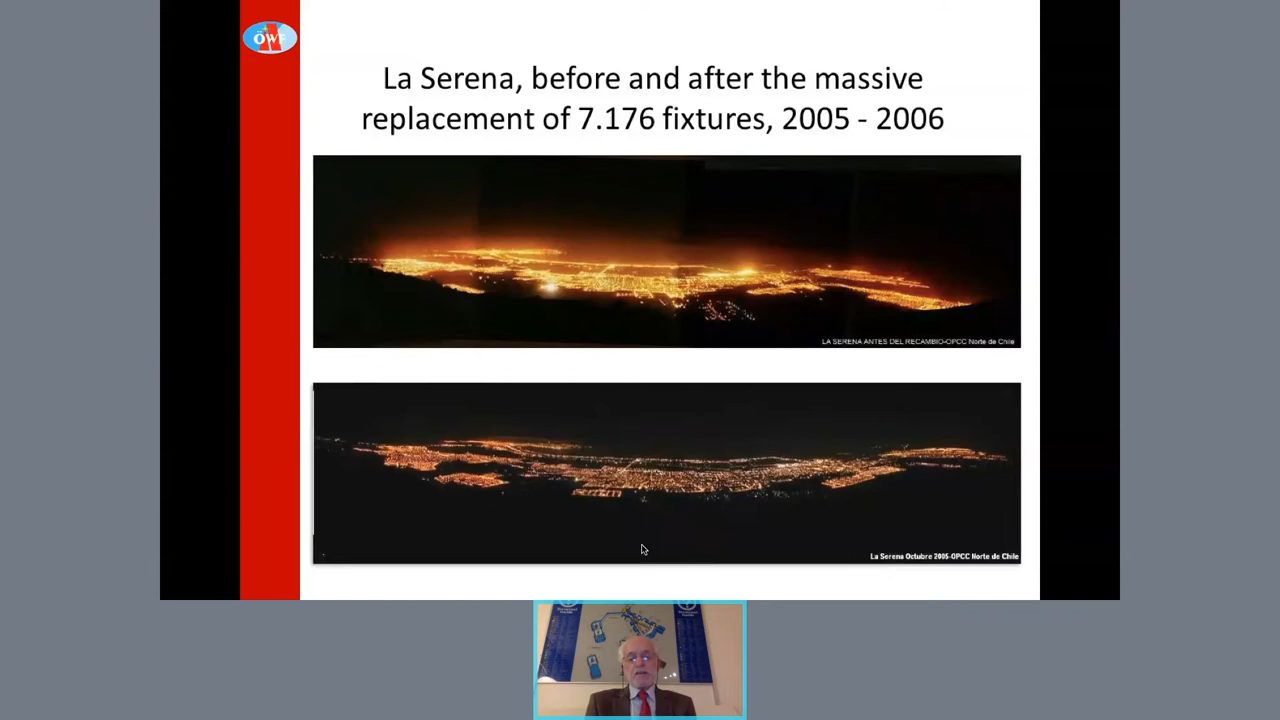 ÖWF
La Serena, before and after the massive
replacement of 7.176 fixtures, 2005 - 2006
LA SERENA ANTES DEL RECAMBIO-OPCC Norte de Chile
La Serena Octubre 2005-OPCC Norte de Chile